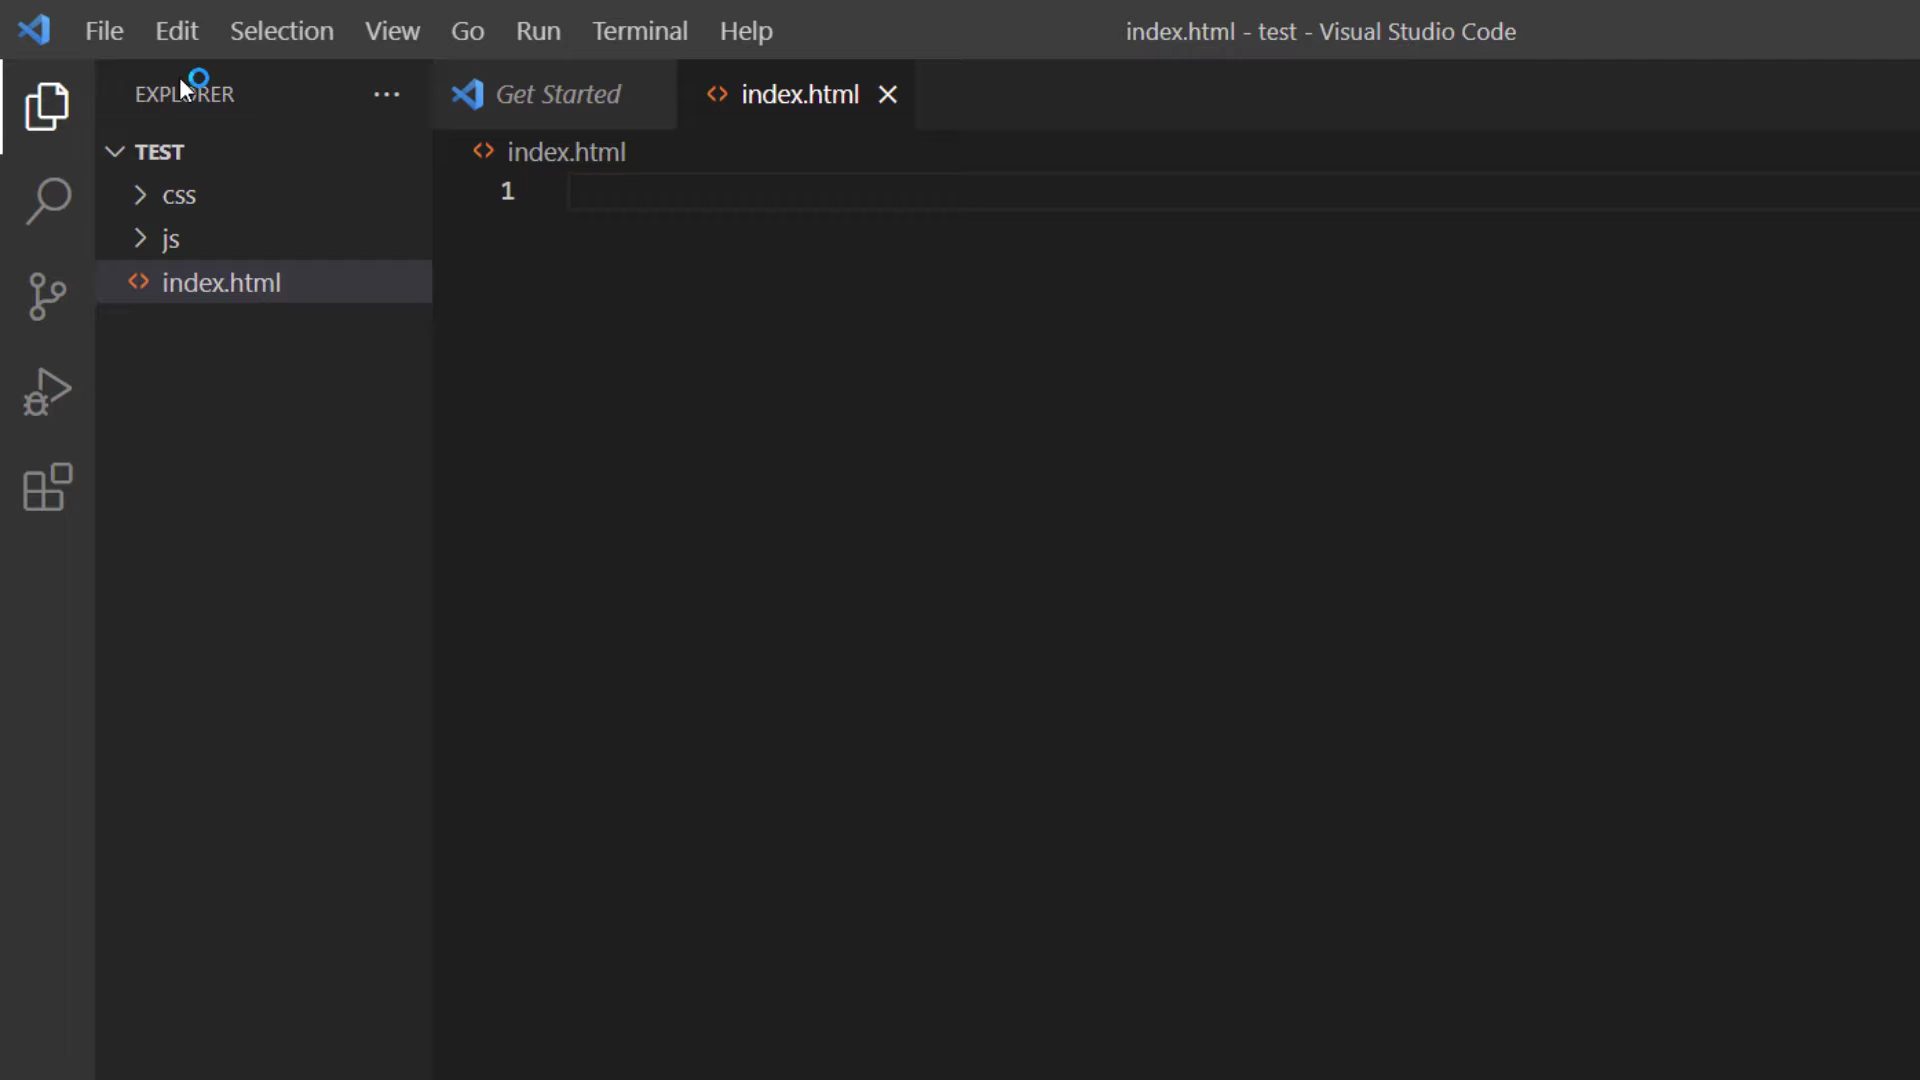 File Edit Selection View Go Run Terminal Help index.html - test - Visual Studio Code
EXPLORER
Get Started
index.html
TEST
index.html
css
1
js
index.html